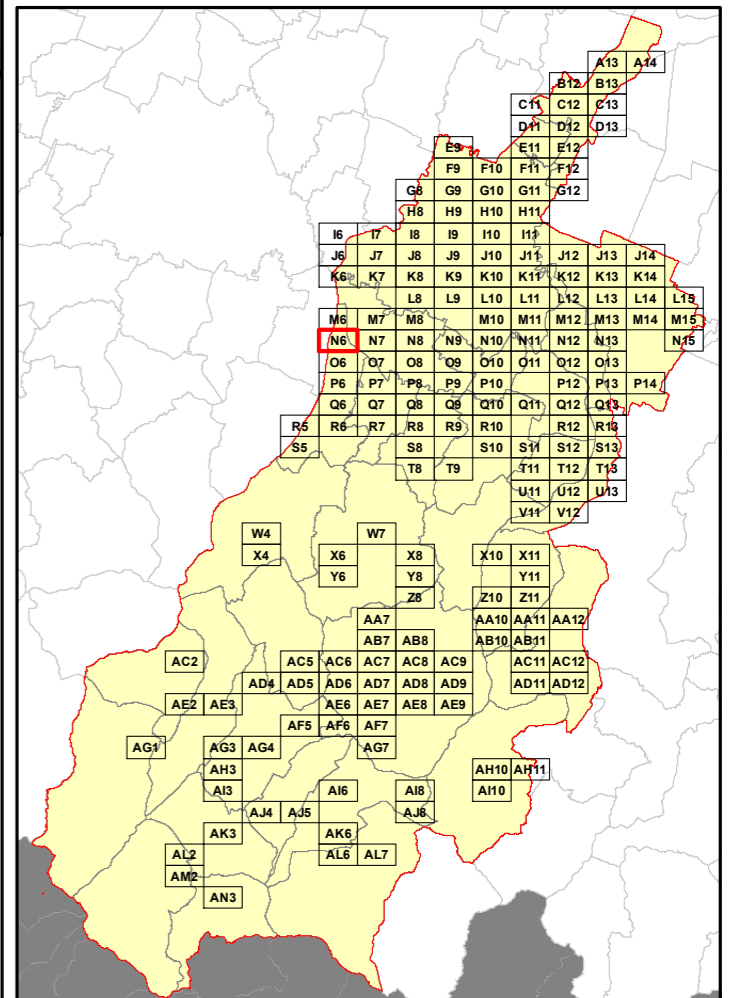 A13 A14
B12 B13
C11 C12 C13
D11 D12 D13
E9 E11 E12
F9 F10 F11 F12
G8 G9 G10 G11 G12
H8 H9 H10 H11
I6 I7 I8 I9 I10 I11
J6 J7 J8 J9 J10 J11 J12 J13 J14
K6 K7 K8 K9 K10 K11 K12 K13 K14
L8 L9 L10 L11 L12 L13 L14 L15
M6 M7 M8 M10 M11 M12 M13 M14 M15
N6 N7 N8 N9 N10 N11 N12 N13 N15
O6 O7 O8 O9 O10 O11 O12 O13
P6 P7 P8 P9 P10 P12 P13 P14
Q6 Q7 Q8 Q9 Q10 Q11 Q12 Q13
R5 R6 R7 R8 R9 R10 R12 R13
S5 S8 S10 S11 S12 S13
T8 T9 T11 T12 T13
U11 U12 U13
V11 V12
W4 W7
X4 X6 X8 X10 X11
Y6 Y8 Y11
Z8 Z10 Z11
AA7 AA10 AA11 AA12
AB7 AB8 AB10 AB11
AC2 AC5 AC6 AC7 AC8 AC9 AC11 AC12
AD4 AD5 AD6 AD7 AD8 AD9 AD11 AD12
AE2 AE3 AE6 AE7 AE8 AE9
AF5 AF6 AF7
AG1 AG3 AG4 AG7
AH3 AH10 AH11
AI3 AI6 AI8 AI10
AJ4 AJ5 AJ8
AK3 AK6
AL2 AL6 AL7
AM2
AN3